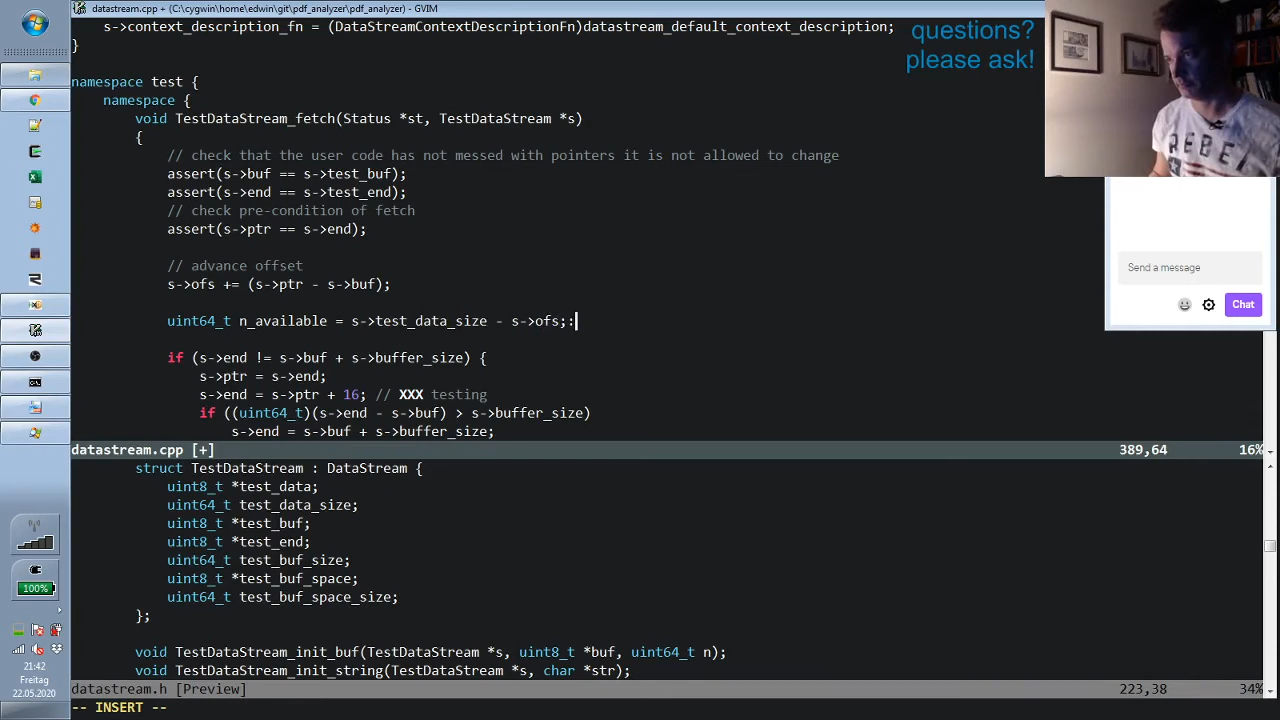 datastream.cpp + (C:\cygwin\home\edwin\git\pdf_analyzer\pdf_analyzer) - GVIM
s->context_description_fn = (DataStreamContextDescriptionFn)datastream_default_context_description;
}
questions?
please ask!
namespace test {
namespace {
void TestDataStream_fetch(Status *st, TestDataStream *s)
{
// check that the user code has not messed with pointers it is not allowed to change
assert(s->buf == s->test_buf);
assert(s->end == s->test_end);
// check pre-condition of fetch
assert(s->ptr == s->end);
// advance offset
s->ofs += (s->ptr - s->buf);
uint64_t n_available = s->test_data_size - s->ofs;:
if (s->end != s->buf + s->buffer_size) {
s->ptr = s->end;
s->end = s->ptr + 16; // XXX testing
if ((uint64_t)(s->end - s->buf) > s->buffer_size)
s->end = s->buf + s->buffer_size;
datastream.cpp [+] 389,64 16%
struct TestDataStream : DataStream {
uint8_t *test_data;
uint64_t test_data_size;
uint8_t *test_buf;
uint8_t *test_end;
uint64_t test_buf_size;
uint8_t *test_buf_space;
uint64_t test_buf_space_size;
};
void TestDataStream_init_buf(TestDataStream *s, uint8_t *buf, uint64_t n);
void TestDataStream_init_string(TestDataStream *s, char *str);
datastream.h [Preview] 223,38 34%
-- INSERT --
REBEL
Send a message
Chat
100%
21:42
Freitag
22.05.2020